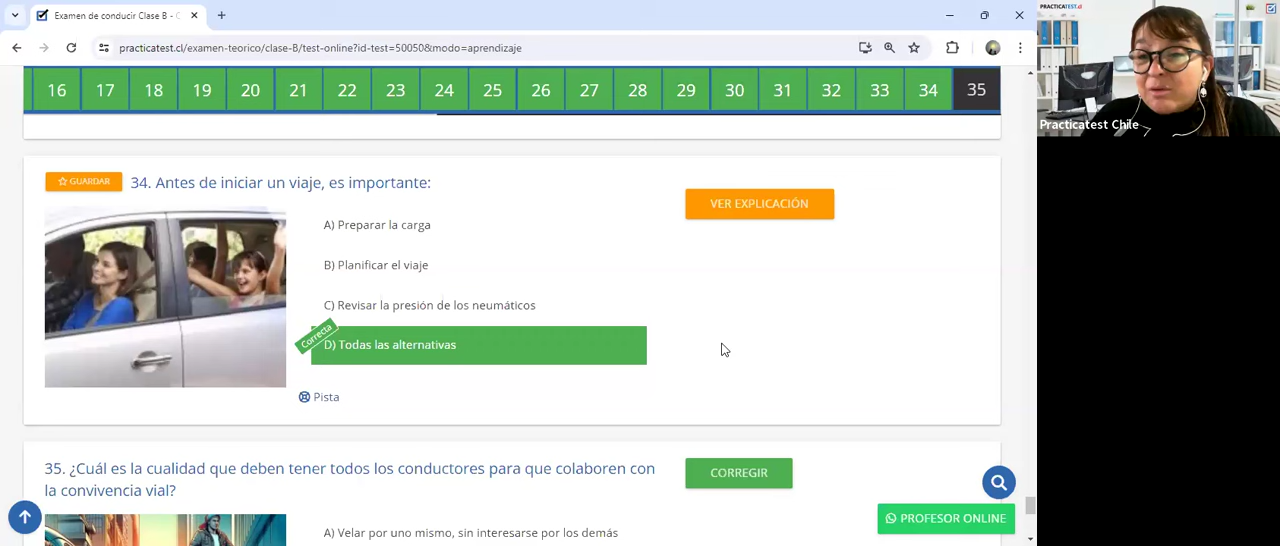 Examen de conducir Clase B - C
practicatest.cl/examen-teorico/clase-B/test-online?id-test=50050&modo=aprendizaje
16 17 18 19 20 21 22 23 24 25 26 27 28 29 30 31 32 33 34 35
GUARDAR
34. Antes de iniciar un viaje, es importante:
VER EXPLICACIÓN
A) Preparar la carga
B) Planificar el viaje
C) Revisar la presión de los neumáticos
Correcta
D) Todas las alternativas
Pista
35. ¿Cuál es la cualidad que deben tener todos los conductores para que colaboren con
la convivencia vial?
CORREGIR
A) Velar por uno mismo, sin interesarse por los demás
PROFESOR ONLINE
PRACTICATEST.CL
Practicatest Chile